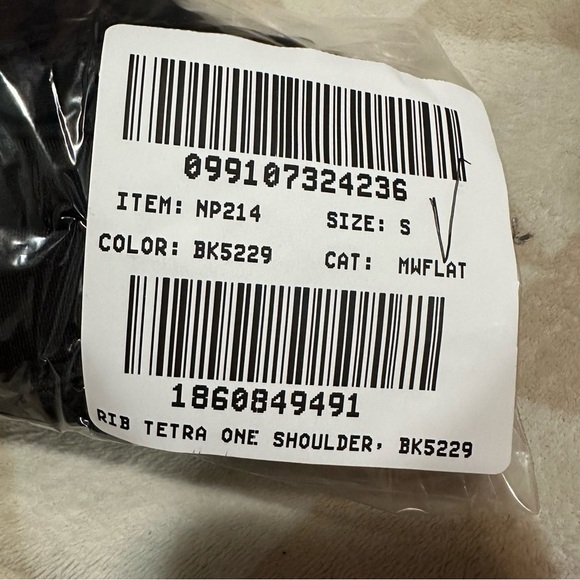 099107324236
ITEM: NP214 SIZE: S
COLOR: BK5229 CAT: MWFLAT
1860849491
RIB TETRA ONE SHOULDER, BK5229